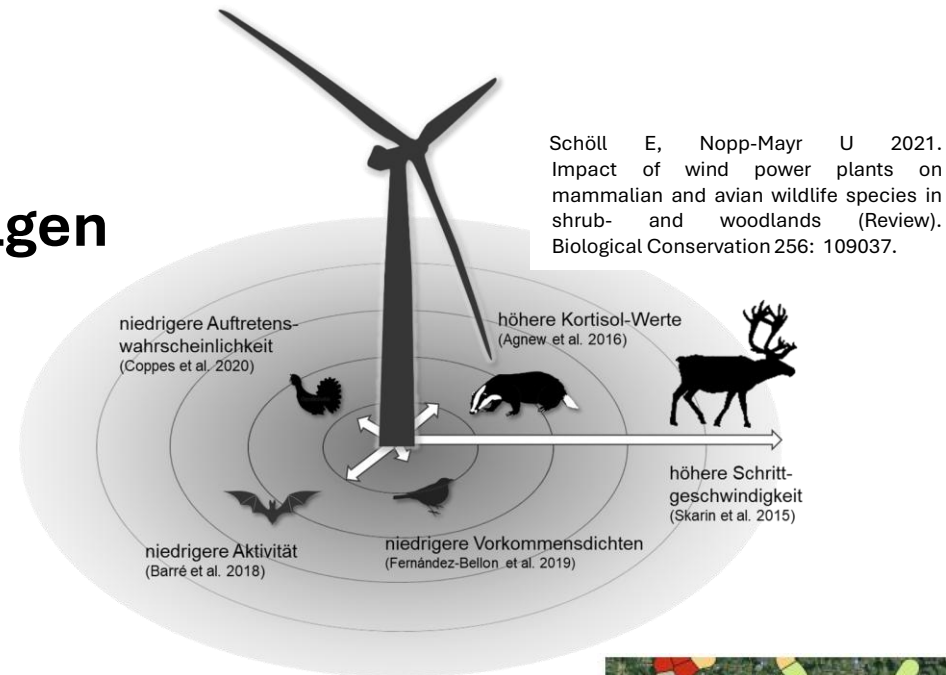 Schöll E, Nopp-Mayr U 2021.
Impact of wind power plants on
mammalian and avian wildlife species in
shrub- and woodlands (Review).
Biological Conservation 256: 109037.
gen
niedrigere Auftretens-
wahrscheinlichkeit
(Coppes et al. 2020)
höhere Kortisol-Werte
(Agnew et al. 2016)
höhere Schritt-
geschwindigkeit
(Skarin et al. 2015)
niedrigere Aktivität
(Barré et al. 2018)
niedrigere Vorkommensdichten
(Fernández-Bellon et al. 2019)